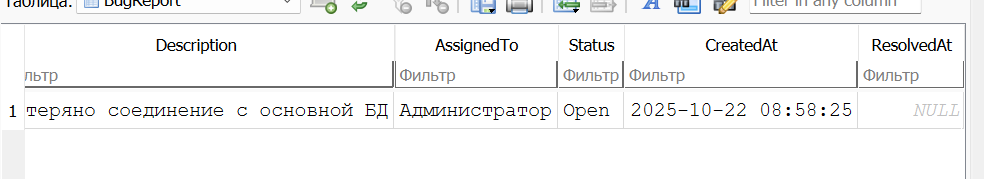 Таблица: BugReport Filter in any column
Description AssignedTo Status CreatedAt ResolvedAt
льтр Фильтр Фильтр Фильтр Фильтр
1 теряно соединение с основной БД Администратор Open 2025-10-22 08:58:25 NULL